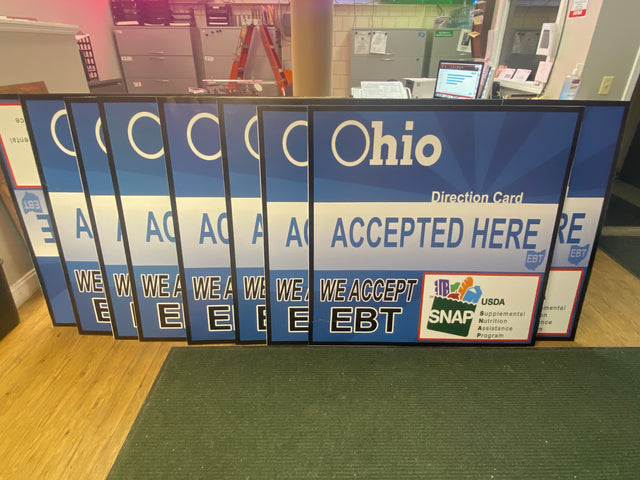 Ohio
Direction Card
ACCEPTED HERE
EBT
WE ACCEPT
EBT
SNAP
USDA
Supplemental
Nutrition
Assistance
Program